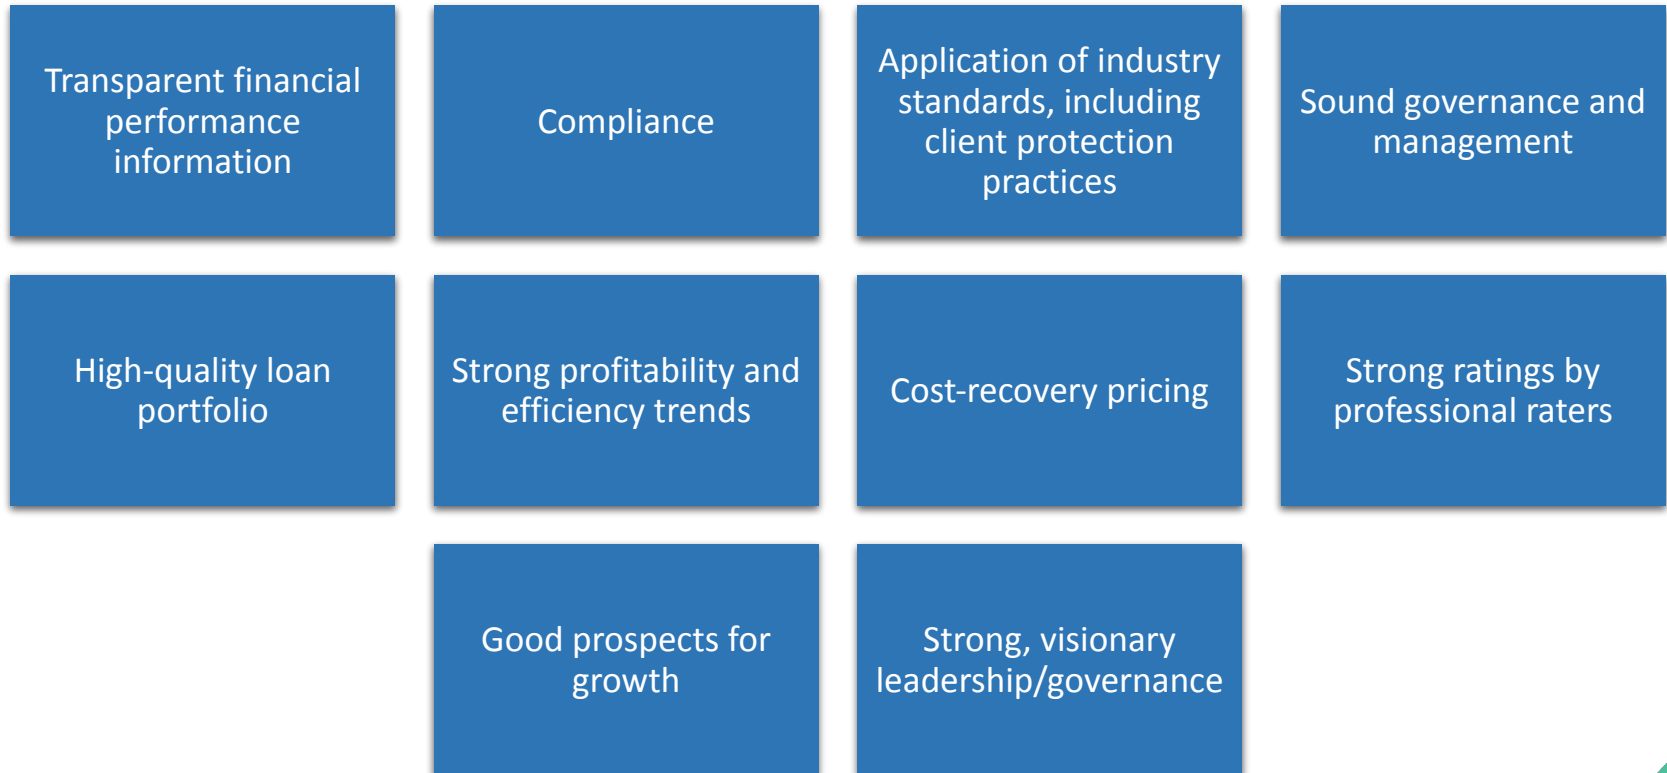 Transparent financial
performance
information
Compliance
Application of industry
standards, including
client protection
practices
Sound governance and
management
High-quality loan
portfolio
Strong profitability and
efficiency trends
Cost-recovery pricing
Strong ratings by
professional raters
Good prospects for
growth
Strong, visionary
leadership/governance